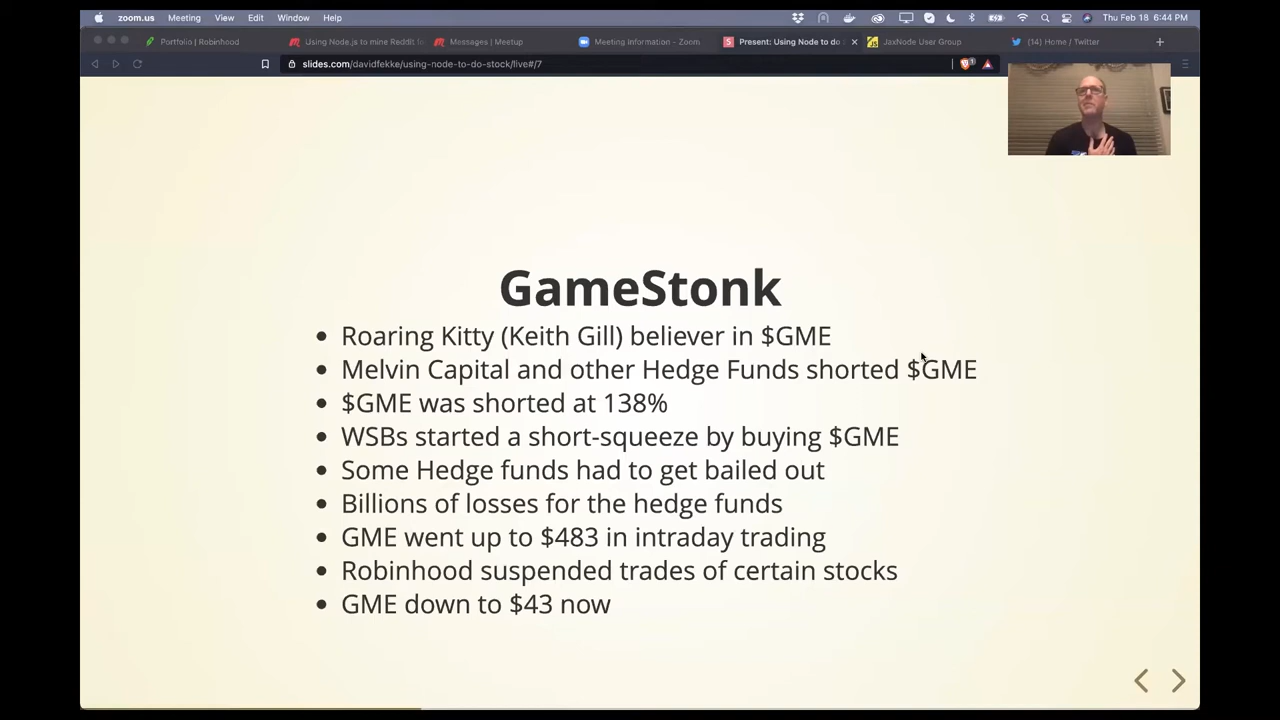 zoom.us Meeting View Edit Window Help Thu Feb 18 6:44 PM
Portfolio | Robinhood Using Node.js to mine Reddit fo Messages | Meetup Meeting Information - Zoom Present: Using Node to do JaxNode User Group (14) Home / Twitter
slides.com/davidfekke/using-node-to-do-stock/live#/7
GameStonk
• Roaring Kitty (Keith Gill) believer in $GME
• Melvin Capital and other Hedge Funds shorted $GME
• $GME was shorted at 138%
• WSBs started a short-squeeze by buying $GME
• Some Hedge funds had to get bailed out
• Billions of losses for the hedge funds
• GME went up to $483 in intraday trading
• Robinhood suspended trades of certain stocks
• GME down to $43 now